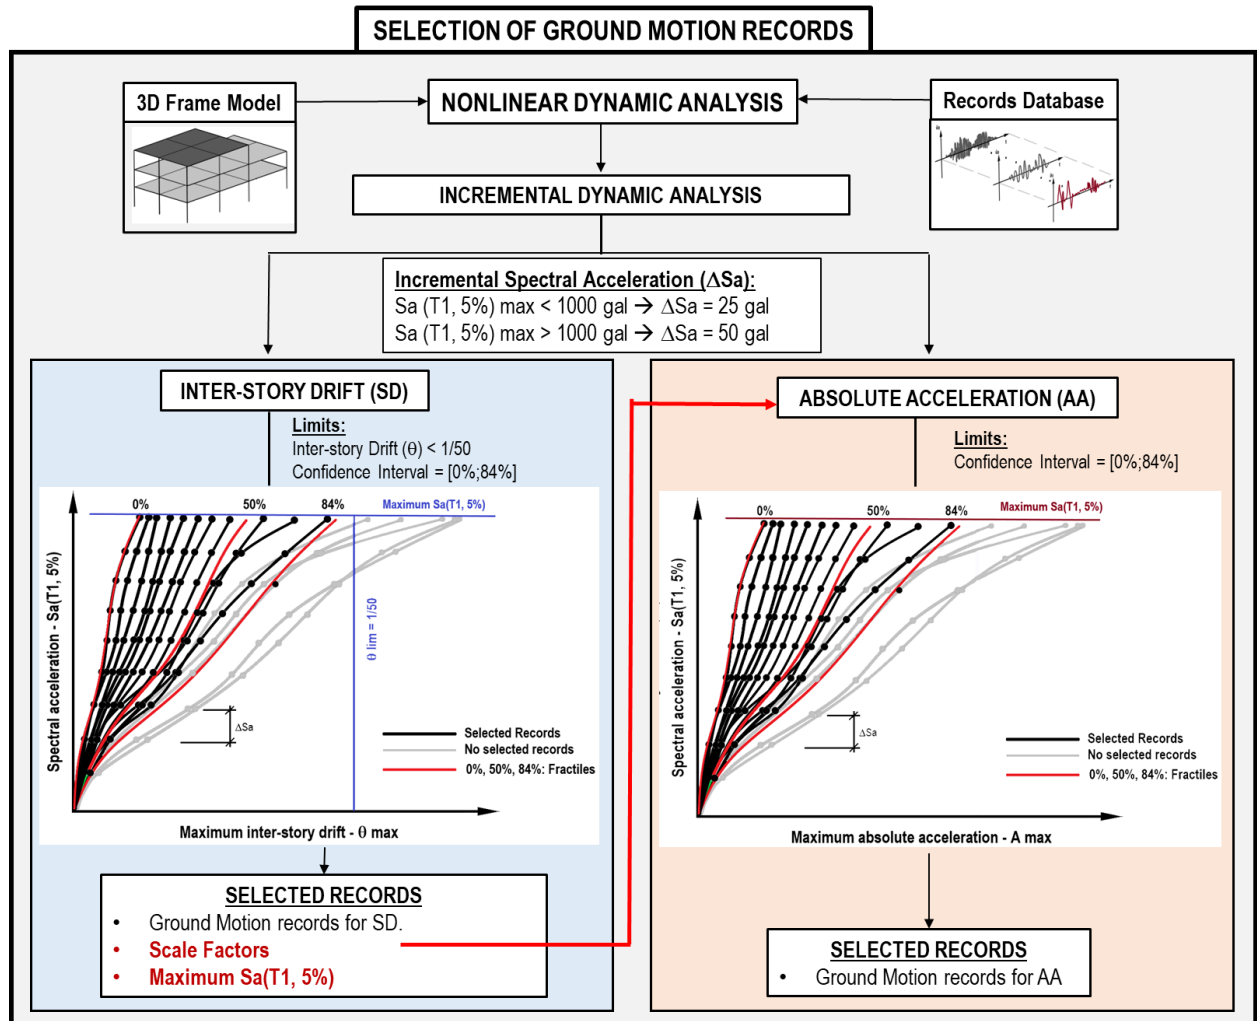 SELECTION OF GROUND MOTION RECORDS
3D Frame Model
NONLINEAR DYNAMIC ANALYSIS
Records Database
INCREMENTAL DYNAMIC ANALYSIS
Incremental Spectral Acceleration (ΔSa):
Sa (T1, 5%) max < 1000 gal → ΔSa = 25 gal
Sa (T1, 5%) max > 1000 gal → ΔSa = 50 gal
INTER-STORY DRIFT (SD)
Limits:
Inter-story Drift (θ) < 1/50
Confidence Interval = [0%;84%]
0%
50%
84%
Maximum Sa(T1, 5%)
Spectral acceleration - Sa(T1, 5%)
θ lim = 1/50
ΔSa
Selected Records
No selected records
0%, 50%, 84%: Fractiles
Maximum inter-story drift - θ max
SELECTED RECORDS
• Ground Motion records for SD.
• Scale Factors
• Maximum Sa(T1, 5%)
ABSOLUTE ACCELERATION (AA)
Limits:
Confidence Interval = [0%;84%]
0%
50%
84%
Maximum Sa(T1, 5%)
Spectral acceleration - Sa(T1, 5%)
ΔSa
Selected Records
No selected records
0%, 50%, 84%: Fractiles
Maximum absolute acceleration - A max
SELECTED RECORDS
• Ground Motion records for AA